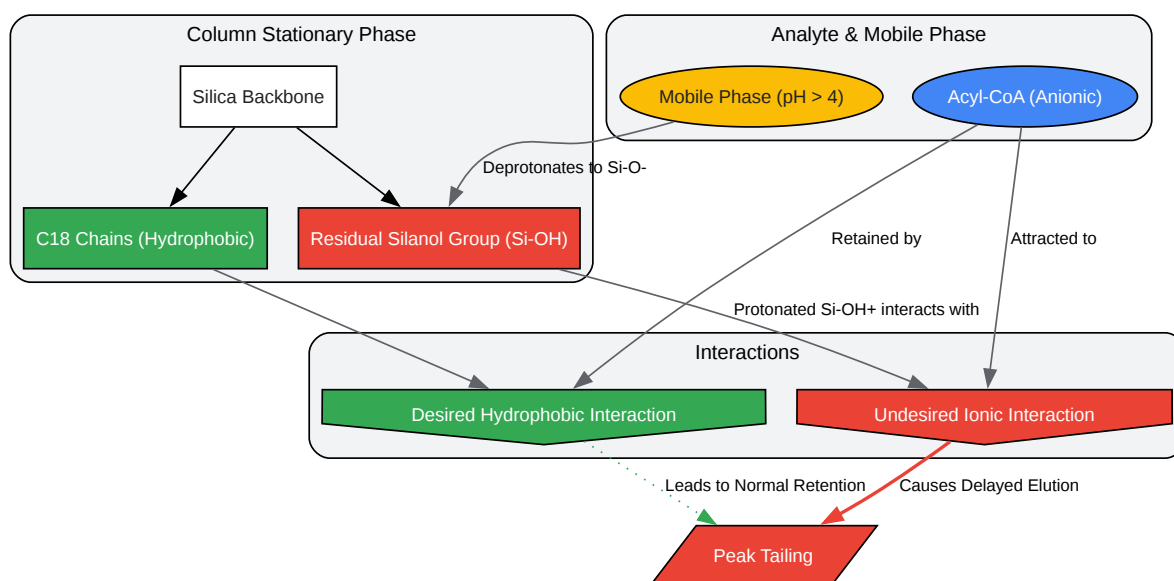 Column Stationary Phase
Analyte & Mobile Phase
Silica Backbone
Mobile Phase (pH > 4)
Acyl-CoA (Anionic)
Deprotonates to Si-O-
C18 Chains (Hydrophobic)
Residual Silanol Group (Si-OH)
Retained by
Attracted to
Protonated Si-OH+ interacts with
Interactions
Desired Hydrophobic Interaction
Undesired Ionic Interaction
Leads to Normal Retention
Causes Delayed Elution
Peak Tailing